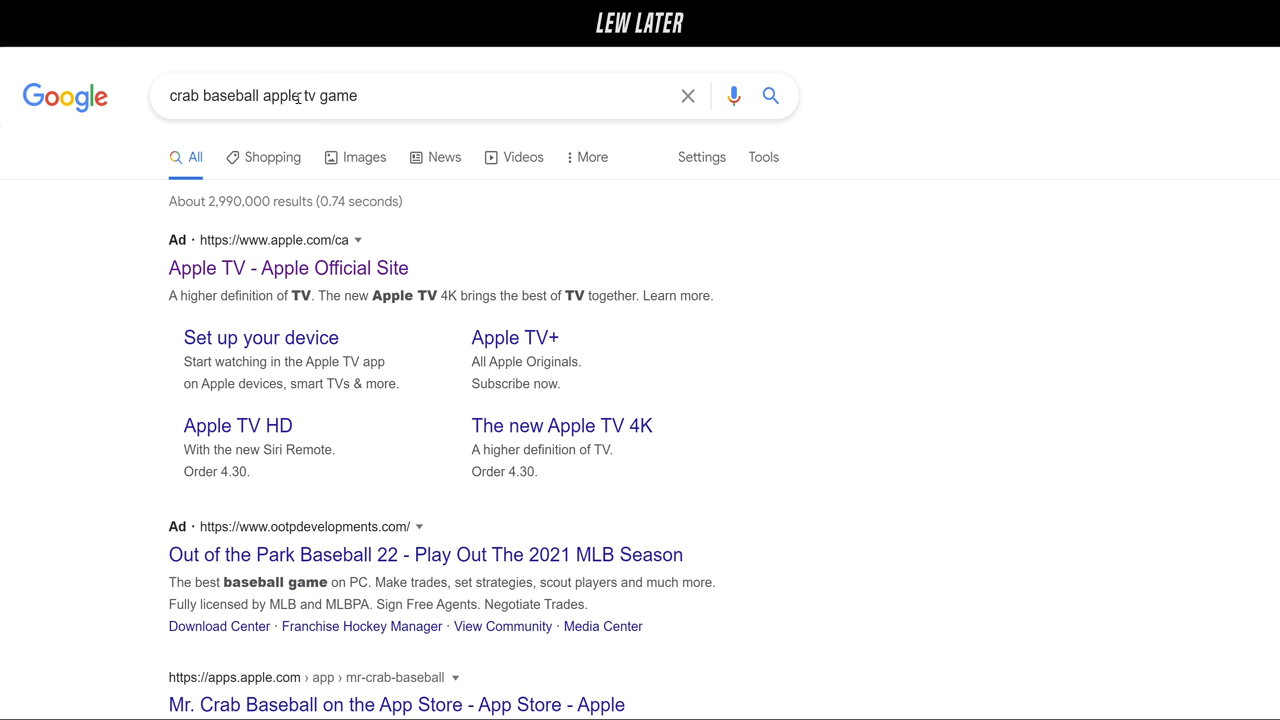 LEW LATER
Google
crab baseball apple tv game
All Shopping Images News Videos More Settings Tools
About 2,990,000 results (0.74 seconds)
Ad · https://www.apple.com/ca
Apple TV - Apple Official Site
A higher definition of TV. The new Apple TV 4K brings the best of TV together. Learn more.
Set up your device
Start watching in the Apple TV app
on Apple devices, smart TVs & more.
Apple TV+
All Apple Originals.
Subscribe now.
Apple TV HD
With the new Siri Remote.
Order 4.30.
The new Apple TV 4K
A higher definition of TV.
Order 4.30.
Ad · https://www.ootpdevelopments.com/
Out of the Park Baseball 22 - Play Out The 2021 MLB Season
The best baseball game on PC. Make trades, set strategies, scout players and much more.
Fully licensed by MLB and MLBPA. Sign Free Agents. Negotiate Trades.
Download Center · Franchise Hockey Manager · View Community · Media Center
https://apps.apple.com › app › mr-crab-baseball
Mr. Crab Baseball on the App Store - App Store - Apple